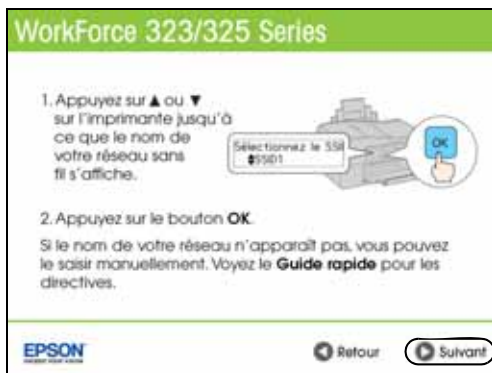 WorkForce 323/325 Series
1. Appuyez sur ▲ ou ▼
sur l'imprimante jusqu'à
ce que le nom de
votre réseau sans
fil s'affiche.
Sélectionnez le SSI
SSID1
OK
2. Appuyez sur le bouton OK.
Si le nom de votre réseau n'apparaît pas, vous pouvez
le saisir manuellement. Voyez le Guide rapide pour les
directives.
EPSON
Retour
Suivant